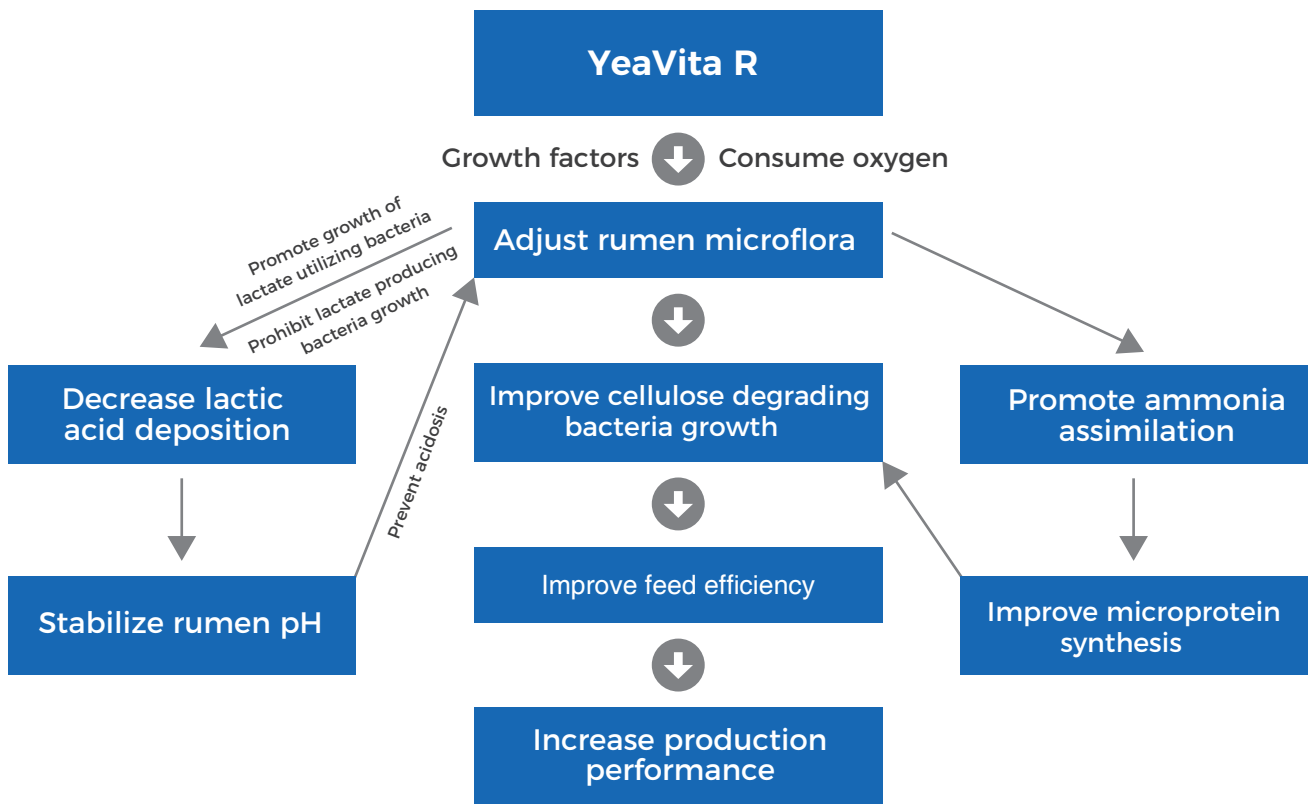 YeaVita R
Growth factors
Consume oxygen
Promote growth of
lactate utilizing bacteria
Prohibit lactate producing
bacteria growth
Adjust rumen microflora
Decrease lactic
acid deposition
Prevent acidosis
Improve cellulose degrading
bacteria growth
Promote ammonia
assimilation
Stabilize rumen pH
Improve feed efficiency
Improve microprotein
synthesis
Increase production
performance